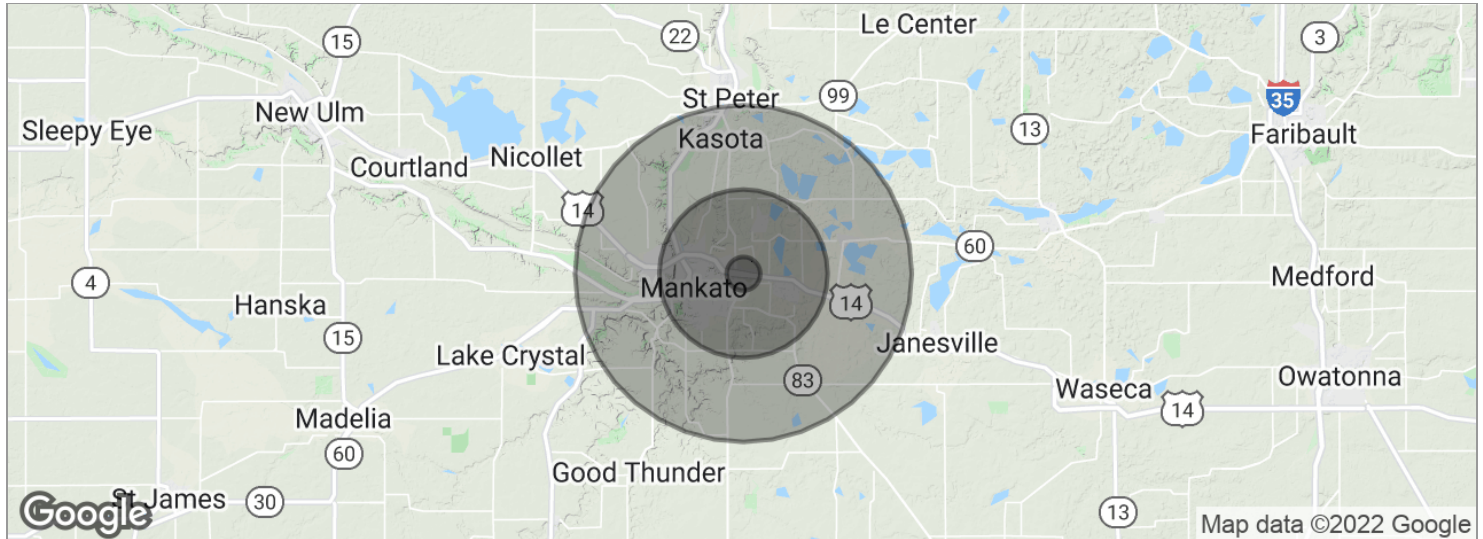 Le Center
22
3
15
St Peter
99
35
New Ulm
Sleepy Eye
13
Faribault
Kasota
Nicollet
Courtland
14
60
4
Mankato
Medford
Hanska
14
15
Janesville
Lake Crystal
83
Owatonna
Waseca
14
Madelia
60
Good Thunder
St James
30
13
Google
Map data ©2022 Google